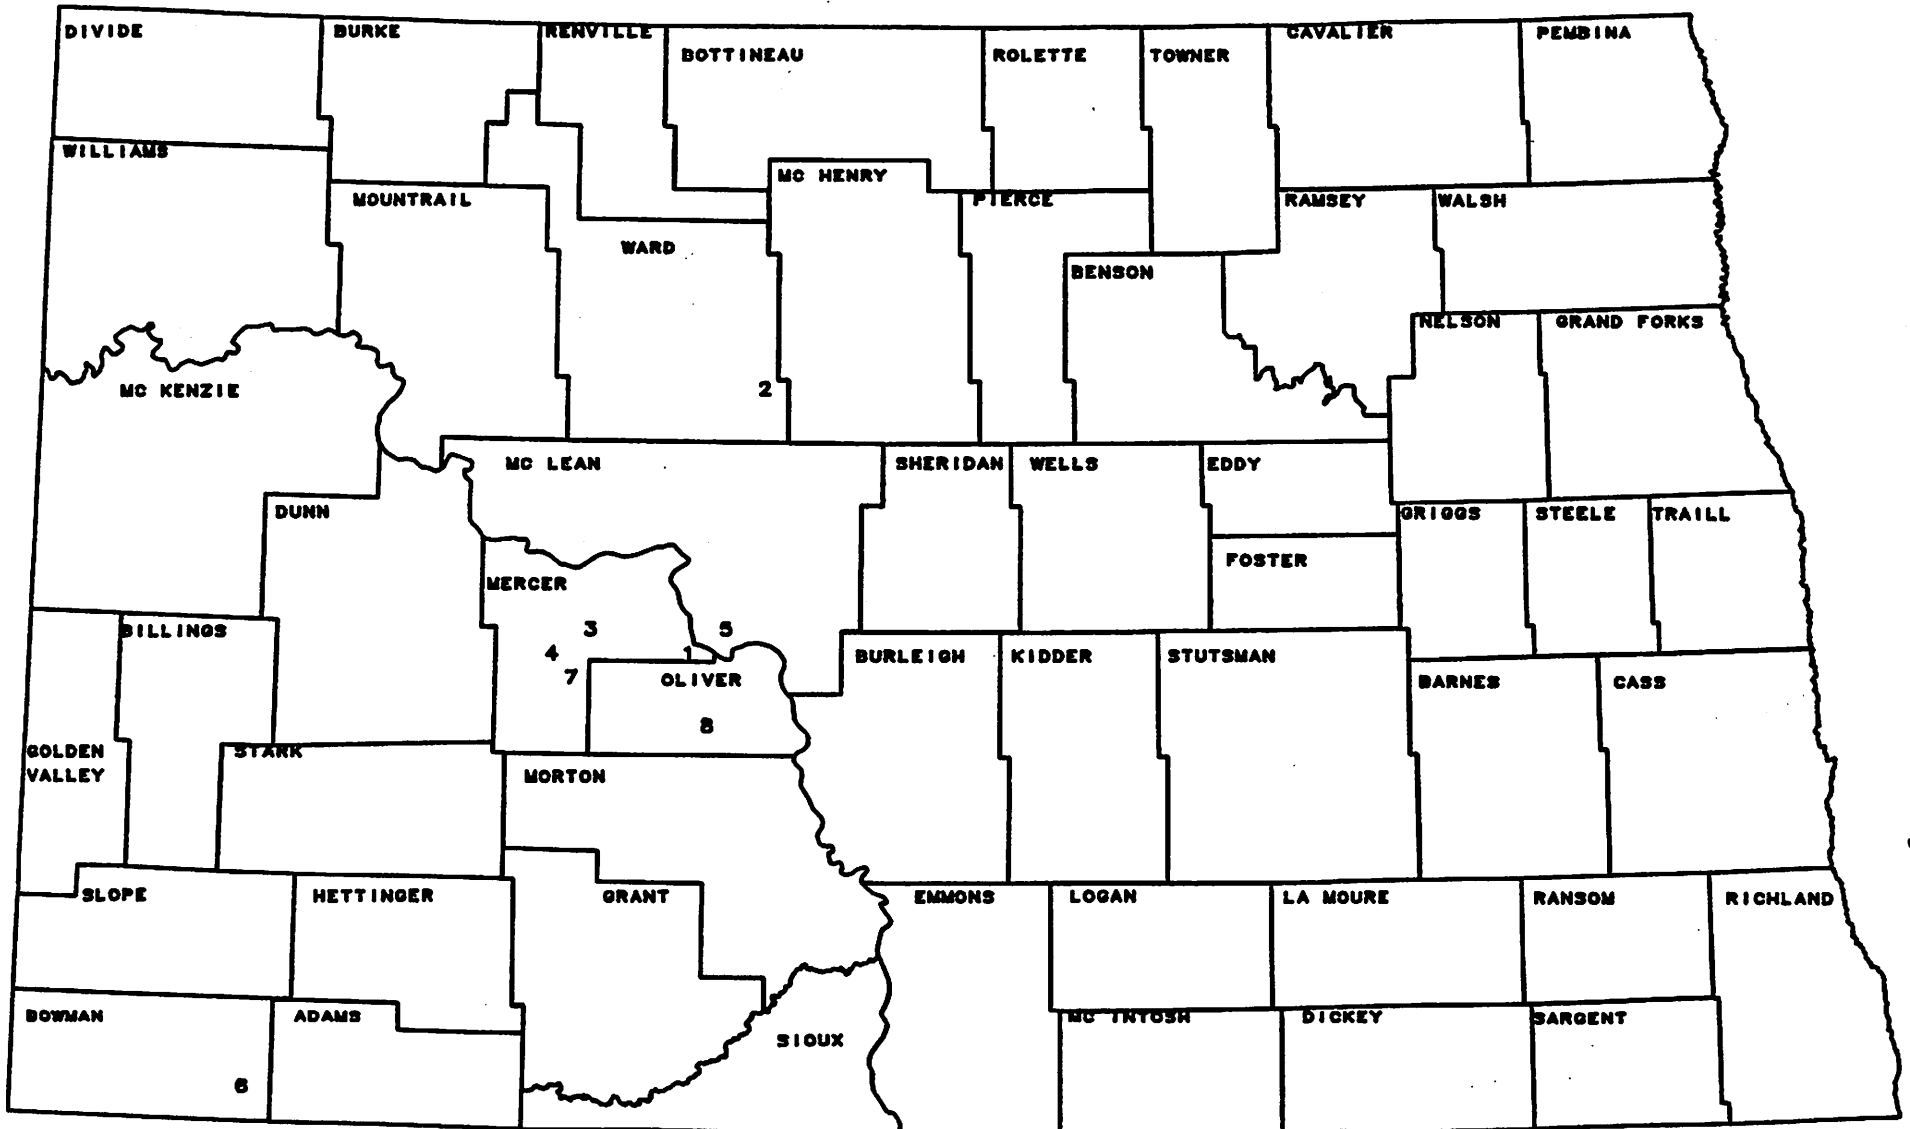 DIVIDE BURKE RENVILLE CAVALIER PEMBINA
BOTTINEAU ROLETTE TOWNER
WILLIAMS
MC HENRY
MOUNTRAIL PIERCE RAMSEY WALSH
WARD
BENSON
NELSON GRAND FORKS
MC KENZIE 2
MC LEAN SHERIDAN WELLS EDDY
DUNN GRIGGS STEELE TRAILL
FOSTER
MERCER
BILLINGS 3 5
4 1 BURLEIGH KIDDER STUTSMAN
7 OLIVER BARNES CASS
8
GOLDEN STARK
VALLEY MORTON
SLOPE HETTINGER GRANT EMMONS LOGAN LA MOURE RANSOM RICHLAND
BOWMAN ADAMS MC INTOSH DICKEY SARGENT
SIOUX
6